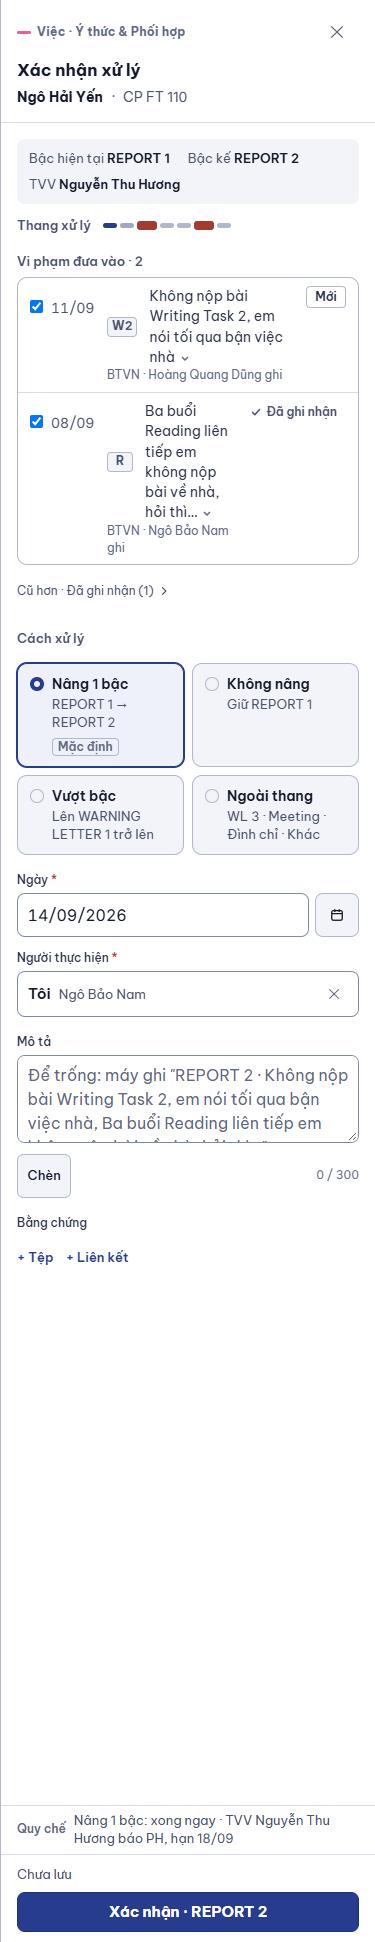 Việc · Ý thức & Phối hợp
Xác nhận xử lý
Ngô Hải Yến · CP FT 110
Bậc hiện tại REPORT 1 Bậc kế REPORT 2
TVV Nguyễn Thu Hương
Thang xử lý
Vi phạm đưa vào · 2
11/09 W2 Không nộp bài Mới
Writing Task 2, em
nói tối qua bận việc
nhà
BTVN · Hoàng Quang Dũng ghi
08/09 R Ba buổi Đã ghi nhận
Reading liên
tiếp em
không nộp
bài về nhà,
hỏi thì...
BTVN · Ngô Bảo Nam
ghi
Cũ hơn · Đã ghi nhận (1)
Cách xử lý
Nâng 1 bậc
REPORT 1 →
REPORT 2
Mặc định
Không nâng
Giữ REPORT 1
Vượt bậc
Lên WARNING
LETTER 1 trở lên
Ngoài thang
WL 3 · Meeting ·
Đình chỉ · Khác
Ngày *
14/09/2026
Người thực hiện *
Tôi Ngô Bảo Nam
Mô tả
Để trống: máy ghi "REPORT 2 · Không nộp
bài Writing Task 2, em nói tối qua bận
việc nhà, Ba buổi Reading liên tiếp em
Chèn 0 / 300
Bằng chứng
+ Tệp + Liên kết
Quy chế Nâng 1 bậc: xong ngay · TVV Nguyễn Thu
Hương báo PH, hạn 18/09
Chưa lưu
Xác nhận · REPORT 2